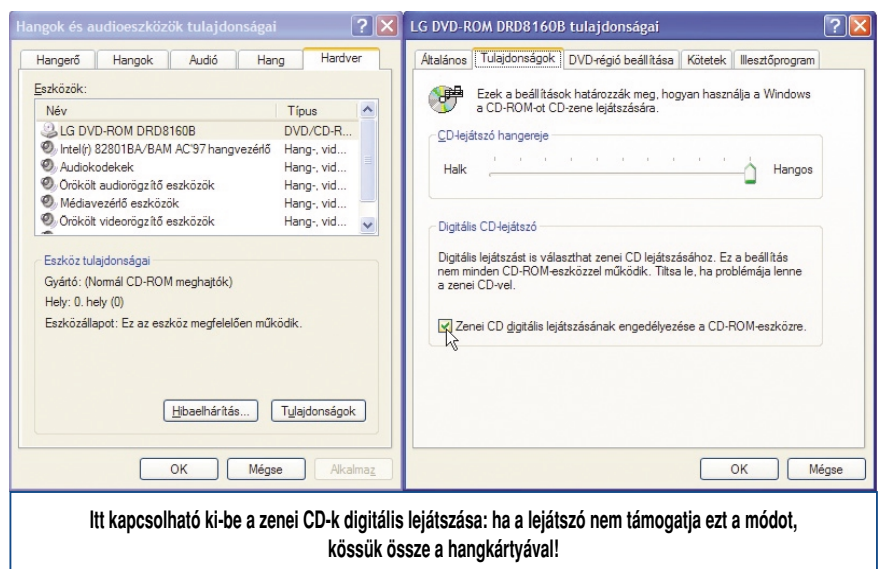 Hangok és audioeszközök tulajdonságai
Hangerő Hangok Audió Hang Hardver
Eszközök:
Név Típus
LG DVD-ROM DRD8160B DVD/CD-R...
Intel(r) 82801BA/BAM AC'97 hangvezérlő Hang-, vid...
Audiokodekek Hang-, vid...
Örökölt audiorögzítő eszközök Hang-, vid...
Médiavezérlő eszközök Hang-, vid...
Örökölt videorögzítő eszközök Hang-, vid...
Eszköz tulajdonságai
Gyártó: (Normál CD-ROM meghajtók)
Hely: 0. hely (0)
Eszközállapot: Ez az eszköz megfelelően működik.
Hibaelhárítás... Tulajdonságok
OK Mégse Alkalmaz
LG DVD-ROM DRD8160B tulajdonságai
Általános Tulajdonságok DVD-régió beállítása Kötetek Illesztőprogram
Ezek a beállítások határozzák meg, hogyan használja a Windows
a CD-ROM-ot CD-zene lejátszására.
CD-lejátszó hangereje
Halk Hangos
Digitális CD-lejátszó
Digitális lejátszást is választhat zenei CD lejátszásához. Ez a beállítás
nem minden CD-ROM-eszközzel működik. Tiltsa le, ha problémája lenne
a zenei CD-vel.
Zenei CD digitális lejátszásának engedélyezése a CD-ROM-eszközre.
OK Mégse
Itt kapcsolható ki-be a zenei CD-k digitális lejátszása: ha a lejátszó nem támogatja ezt a módot,
kössük össze a hangkártyával!